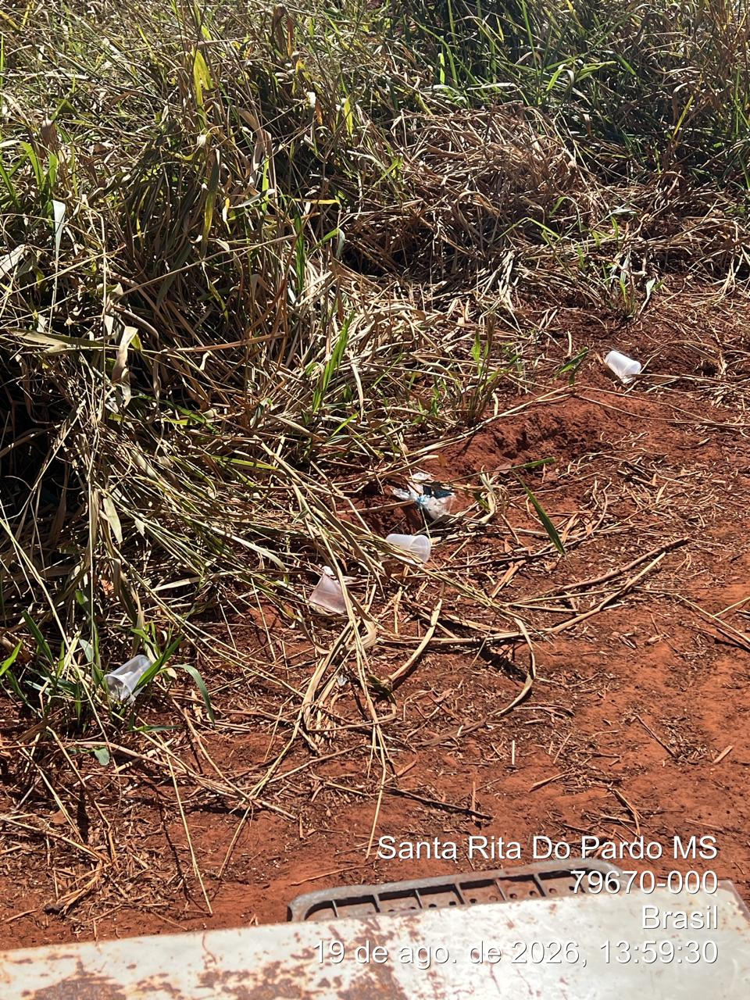 Santa Rita Do Pardo MS
79670-000
Brasil
19 de ago. de 2026, 13:59:30